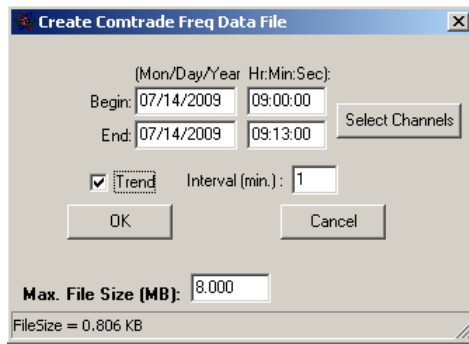 Create Comtrade Freq Data File
(Mon/Day/Year Hr:Min:Sec):
Begin: 07/14/2009 09:00:00
Select Channels
End: 07/14/2009 09:13:00
Trend Interval (min.) : 1
OK Cancel
Max. File Size (MB): 8.000
FileSize = 0.806 KB